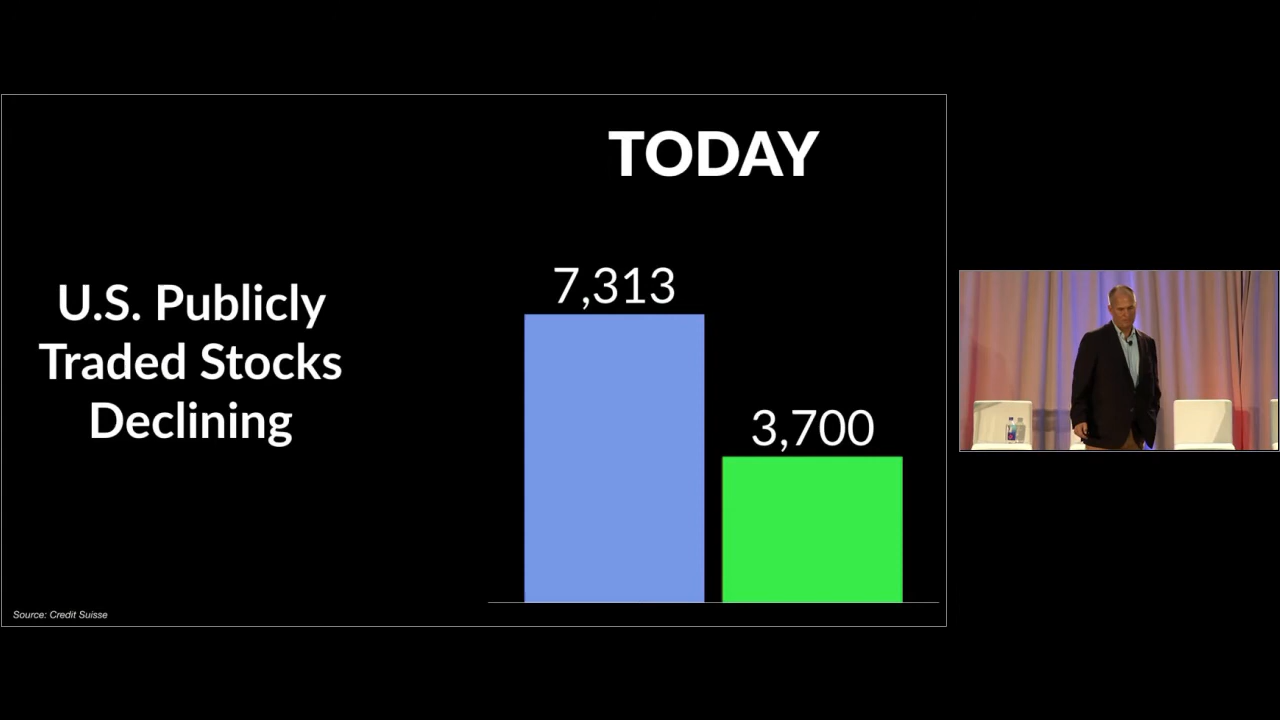 TODAY
U.S. Publicly
Traded Stocks
Declining
7,313
3,700
Source: Credit Suisse